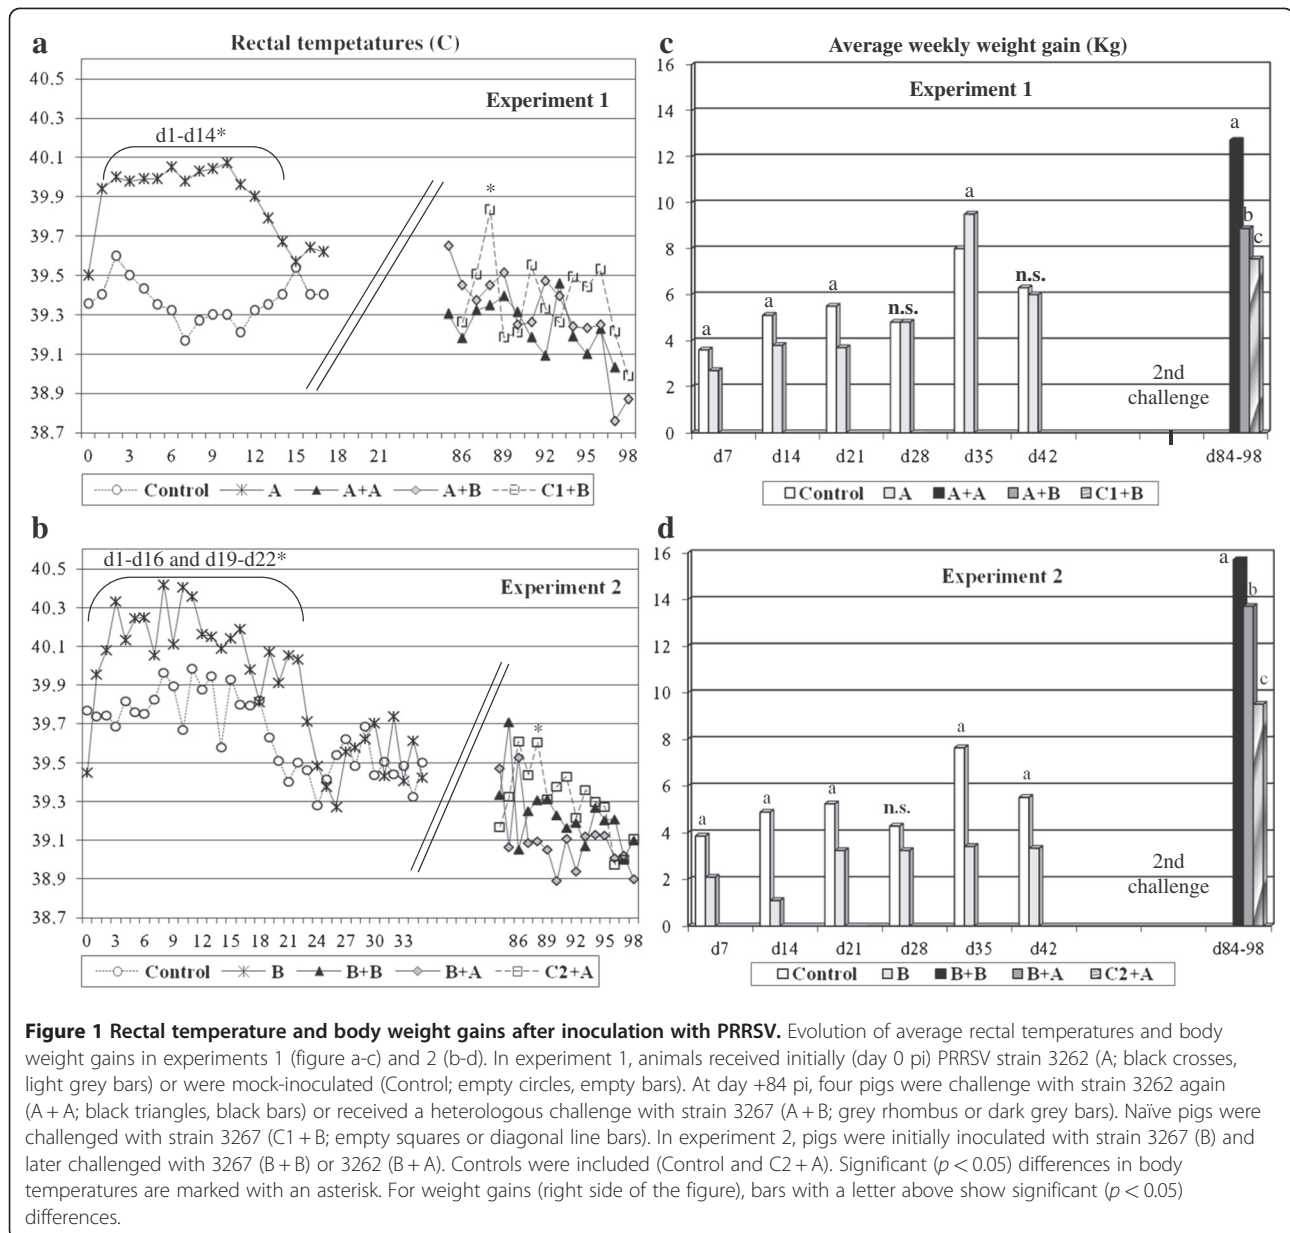 a
Rectal tempetatures (C)
Experiment 1
d1-d14*
*
40.5
40.3
40.1
39.9
39.7
39.5
39.3
39.1
38.9
38.7
0 3 6 9 12 15 18 21 86 89 92 95 98
Control A A+A A+B C1+B
c
Average weekly weight gain (Kg)
Experiment 1
16
14
12
10
8
6
4
2
0
a
a
a
n.s.
a
n.s.
a
b
c
2nd
challenge
d7 d14 d21 d28 d35 d42 d84-98
Control A A+A A+B C1+B
b
d1-d16 and d19-d22*
Experiment 2
*
40.5
40.3
40.1
39.9
39.7
39.5
39.3
39.1
38.9
38.7
0 3 6 9 12 15 18 21 24 27 30 33 86 89 92 95 98
Control B B+B B+A C2+A
d
Experiment 2
16
14
12
10
8
6
4
2
0
a
a
a
n.s.
a
a
a
b
c
2nd
challenge
d7 d14 d21 d28 d35 d42 d84-98
Control B B+B B+A C2+A
Figure 1 Rectal temperature and body weight gains after inoculation with PRRSV. Evolution of average rectal temperatures and body
weight gains in experiments 1 (figure a-c) and 2 (b-d). In experiment 1, animals received initially (day 0 pi) PRRSV strain 3262 (A; black crosses,
light grey bars) or were mock-inoculated (Control; empty circles, empty bars). At day +84 pi, four pigs were challenge with strain 3262 again
(A + A; black triangles, black bars) or received a heterologous challenge with strain 3267 (A + B; grey rhombus or dark grey bars). Naïve pigs were
challenged with strain 3267 (C1 + B; empty squares or diagonal line bars). In experiment 2, pigs were initially inoculated with strain 3267 (B) and
later challenged with 3267 (B + B) or 3262 (B + A). Controls were included (Control and C2 + A). Significant (p < 0.05) differences in body
temperatures are marked with an asterisk. For weight gains (right side of the figure), bars with a letter above show significant (p < 0.05)
differences.